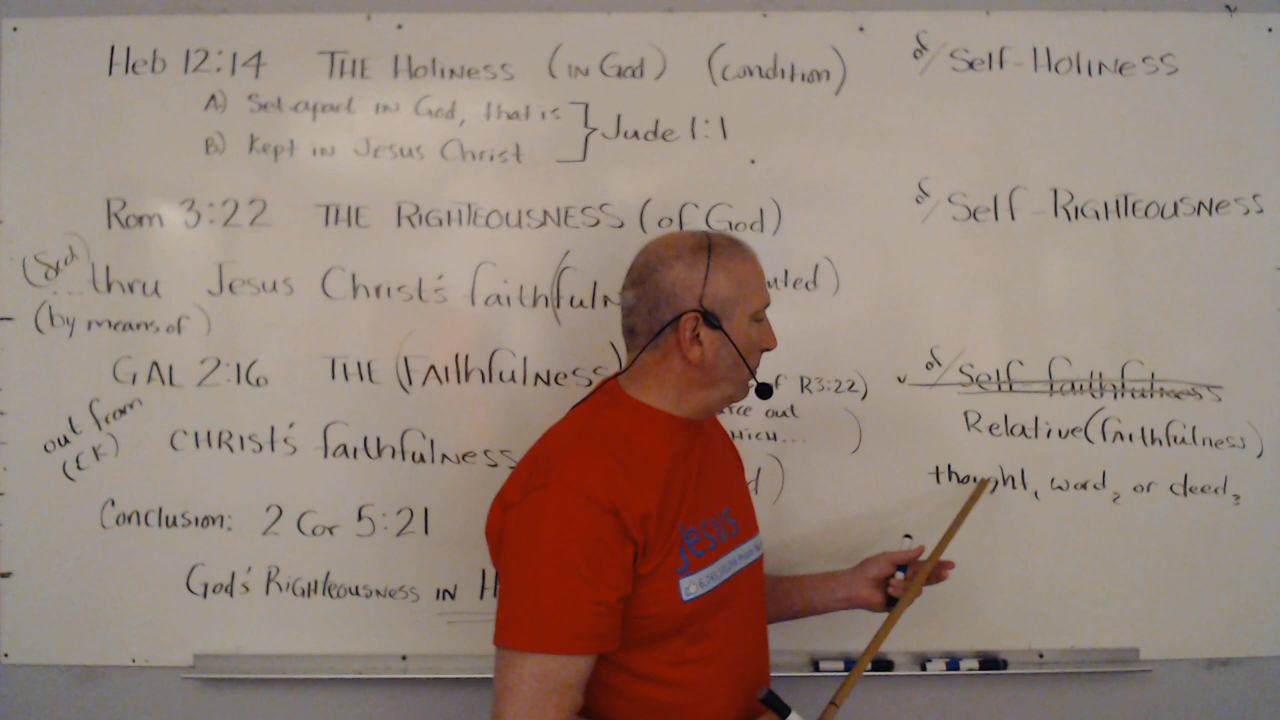 Heb 12:14 THE HoliNess (IN God) (condition) of/Self-HoliNess
A) Set-apart in God, that is
B) Kept in Jesus Christ } Jude 1:1
Rom 3:22 THE RIGHTEOUSNESS (of God) of/Self-RIGHTEOUSNESS
thru Jesus Christ's faith(fuln
(by means of)
GAL 2:16 THE (FAIthfulNess) of R3:22) of/Self faithfulness
out from
(EK)
CHRIST's faithfulness
Relative (faithfulness)
thought, word, or deed
Conclusion: 2 Cor 5:21
God's RIGHteousness IN H
Jesus